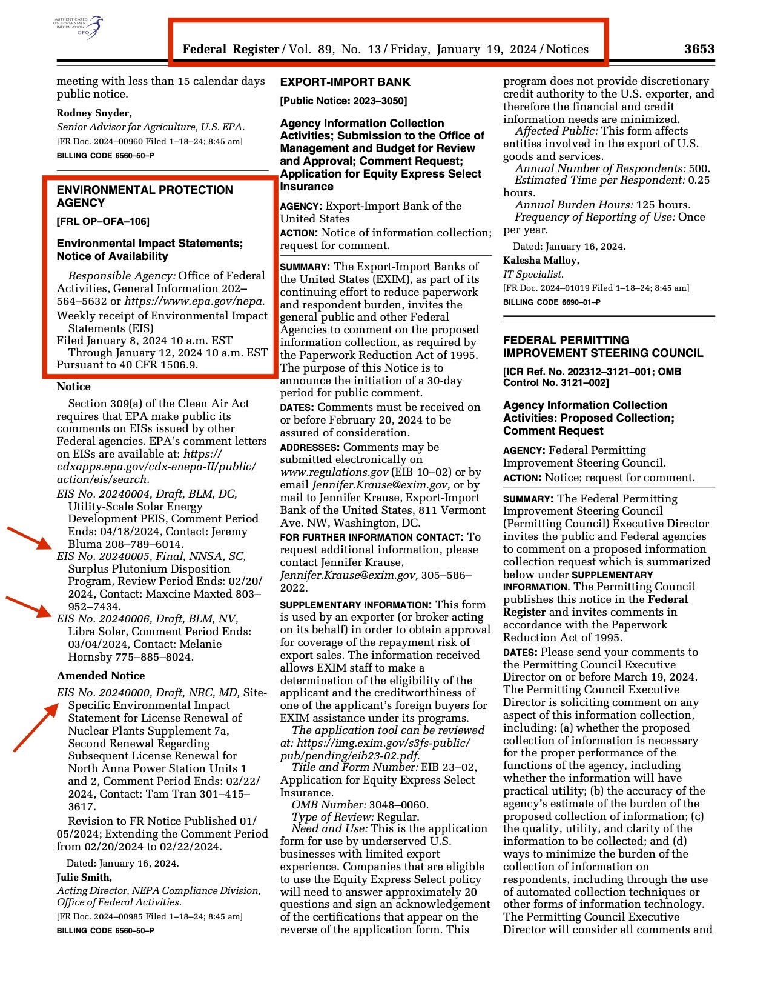 AUTHENTICATED
U.S. GOVERNMENT
INFORMATION
GPO
Federal Register / Vol. 89, No. 13 / Friday, January 19, 2024 / Notices
3653
meeting with less than 15 calendar days
public notice.
Rodney Snyder,
Senior Advisor for Agriculture, U.S. EPA.
[FR Doc. 2024–00960 Filed 1–18–24; 8:45 am]
BILLING CODE 6560–50–P
ENVIRONMENTAL PROTECTION
AGENCY
[FRL OP–OFA–106]
Environmental Impact Statements;
Notice of Availability
Responsible Agency: Office of Federal
Activities, General Information 202–
564–5632 or https://www.epa.gov/nepa.
Weekly receipt of Environmental Impact
Statements (EIS)
Filed January 8, 2024 10 a.m. EST
Through January 12, 2024 10 a.m. EST
Pursuant to 40 CFR 1506.9.
Notice
Section 309(a) of the Clean Air Act
requires that EPA make public its
comments on EISs issued by other
Federal agencies. EPA’s comment letters
on EISs are available at: https://
cdxapps.epa.gov/cdx-enepa-II/public/
action/eis/search.
EIS No. 20240004, Draft, BLM, DC,
Utility-Scale Solar Energy
Development PEIS, Comment Period
Ends: 04/18/2024, Contact: Jeremy
Bluma 208–789–6014.
EIS No. 20240005, Final, NNSA, SC,
Surplus Plutonium Disposition
Program, Review Period Ends: 02/20/
2024, Contact: Maxcine Maxted 803–
952–7434.
EIS No. 20240006, Draft, BLM, NV,
Libra Solar, Comment Period Ends:
03/04/2024, Contact: Melanie
Hornsby 775–885–8024.
Amended Notice
EIS No. 20240000, Draft, NRC, MD, Site-
Specific Environmental Impact
Statement for License Renewal of
Nuclear Plants Supplement 7a,
Second Renewal Regarding
Subsequent License Renewal for
North Anna Power Station Units 1
and 2, Comment Period Ends: 02/22/
2024, Contact: Tam Tran 301–415–
3617.
Revision to FR Notice Published 01/
05/2024; Extending the Comment Period
from 02/20/2024 to 02/22/2024.
Dated: January 16, 2024.
Julie Smith,
Acting Director, NEPA Compliance Division,
Office of Federal Activities.
[FR Doc. 2024–00985 Filed 1–18–24; 8:45 am]
BILLING CODE 6560–50–P
EXPORT-IMPORT BANK
[Public Notice: 2023–3050]
Agency Information Collection
Activities; Submission to the Office of
Management and Budget for Review
and Approval; Comment Request;
Application for Equity Express Select
Insurance
AGENCY: Export-Import Bank of the
United States
ACTION: Notice of information collection;
request for comment.
SUMMARY: The Export-Import Banks of
the United States (EXIM), as part of its
continuing effort to reduce paperwork
and respondent burden, invites the
general public and other Federal
Agencies to comment on the proposed
information collection, as required by
the Paperwork Reduction Act of 1995.
The purpose of this Notice is to
announce the initiation of a 30-day
period for public comment.
DATES: Comments must be received on
or before February 20, 2024 to be
assured of consideration.
ADDRESSES: Comments may be
submitted electronically on
www.regulations.gov (EIB 10–02) or by
email Jennifer.Krause@exim.gov, or by
mail to Jennifer Krause, Export-Import
Bank of the United States, 811 Vermont
Ave. NW, Washington, DC.
FOR FURTHER INFORMATION CONTACT: To
request additional information, please
contact Jennifer Krause,
Jennifer.Krause@exim.gov, 305–586–
2022.
SUPPLEMENTARY INFORMATION: This form
is used by an exporter (or broker acting
on its behalf) in order to obtain approval
for coverage of the repayment risk of
export sales. The information received
allows EXIM staff to make a
determination of the eligibility of the
applicant and the creditworthiness of
one of the applicant’s foreign buyers for
EXIM assistance under its programs.
The application tool can be reviewed
at: https://img.exim.gov/s3fs-public/
pub/pending/eib23-02.pdf.
Title and Form Number: EIB 23–02,
Application for Equity Express Select
Insurance.
OMB Number: 3048–0060.
Type of Review: Regular.
Need and Use: This is the application
form for use by underserved U.S.
businesses with limited export
experience. Companies that are eligible
to use the Equity Express Select policy
will need to answer approximately 20
questions and sign an acknowledgement
of the certifications that appear on the
reverse of the application form. This
program does not provide discretionary
credit authority to the U.S. exporter, and
therefore the financial and credit
information needs are minimized.
Affected Public: This form affects
entities involved in the export of U.S.
goods and services.
Annual Number of Respondents: 500.
Estimated Time per Respondent: 0.25
hours.
Annual Burden Hours: 125 hours.
Frequency of Reporting of Use: Once
per year.
Dated: January 16, 2024.
Kalesha Malloy,
IT Specialist.
[FR Doc. 2024–01019 Filed 1–18–24; 8:45 am]
BILLING CODE 6690–01–P
FEDERAL PERMITTING
IMPROVEMENT STEERING COUNCIL
[ICR Ref. No. 202312–3121–001; OMB
Control No. 3121–002]
Agency Information Collection
Activities: Proposed Collection;
Comment Request
AGENCY: Federal Permitting
Improvement Steering Council.
ACTION: Notice; request for comment.
SUMMARY: The Federal Permitting
Improvement Steering Council
(Permitting Council) Executive Director
invites the public and Federal agencies
to comment on a proposed information
collection request which is summarized
below under SUPPLEMENTARY
INFORMATION. The Permitting Council
publishes this notice in the Federal
Register and invites comments in
accordance with the Paperwork
Reduction Act of 1995.
DATES: Please send your comments to
the Permitting Council Executive
Director on or before March 19, 2024.
The Permitting Council Executive
Director is soliciting comment on any
aspect of this information collection,
including: (a) whether the proposed
collection of information is necessary
for the proper performance of the
functions of the agency, including
whether the information will have
practical utility; (b) the accuracy of the
agency’s estimate of the burden of the
proposed collection of information; (c)
the quality, utility, and clarity of the
information to be collected; and (d)
ways to minimize the burden of the
collection of information on
respondents, including through the use
of automated collection techniques or
other forms of information technology.
The Permitting Council Executive
Director will consider all comments and